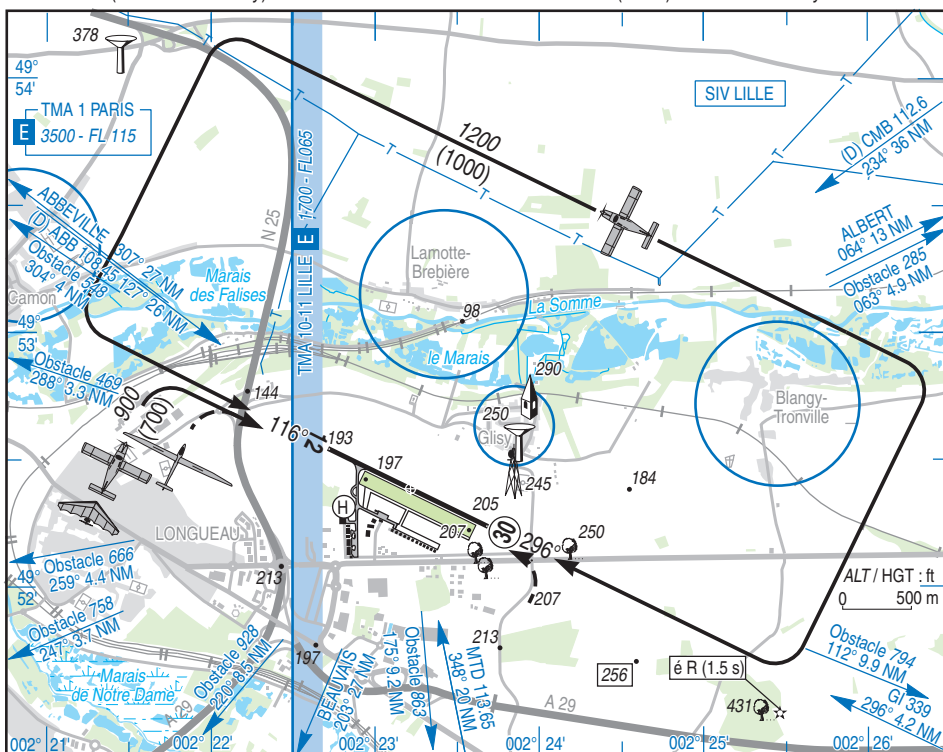 378
49°
54'
TMA 1 PARIS
E 3500 - FL 115
SIV LILLE
(D) CMB 112.6
234° 36 NM
1200
(1000)
T
T
T
T
T
T
T
N 25
TMA 10-11 LILLE E 1700 - FL065
ABBEVILLE 307° 27 NM
(D) ABB 108.45 127° 26 NM
Obstacle 548
304° 4 NM
Camon
Marais
des Falises
Lamotte-
Brebière
98
La Somme
le Marais
ALBERT
064° 13 NM
Obstacle 285
063° 4.9 NM
49°
53'
Obstacle 469
288° 3.3 NM
900
(700)
144
116°
193
290
250
Glisy
245
Blangy-
Tronville
197
205
207
184
H
30
296°
250
LONGUEAU
213
207
ALT / HGT : ft
0 500 m
49°
52'
Obstacle 666
259° 4.4 NM
Obstacle 758
247° 3.7 NM
Obstacle 928
220° 8.5 NM
197
BEAUVAIS
203° 27 NM
Obstacle 863
175° 9.2 NM
MTD 113.65
348° 20 NM
213
256
é R (1.5 s)
431
Obstacle 794
112° 9.9 NM
GI 339
296° 4.2 NM
Marais
de Notre Dame
A 29
A 29
002° 21'
002° 22'
002° 23'
002° 24'
002° 25'
002° 26'